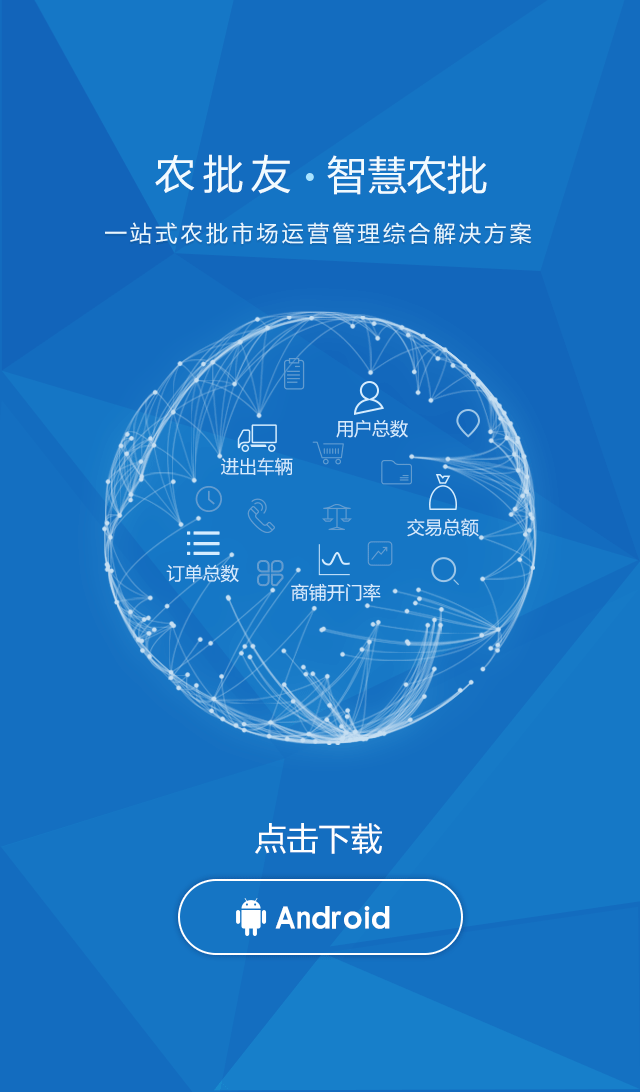 农批友·智慧农批
一站式农批市场运营管理综合解决方案
用户总数
进出车辆
交易总额
订单总数
商铺开门率
点击下载
Android